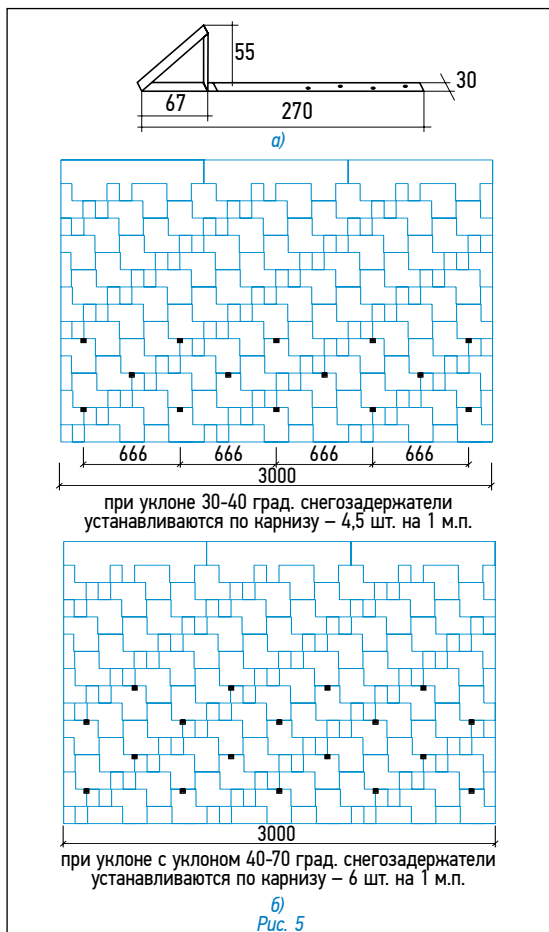 55
30
67
270
а)
666 666 666 666
3000
при уклоне 30-40 град. снегозадержатели
устанавливаются по карнизу – 4,5 шт. на 1 м.п.
3000
при уклоне с уклоном 40-70 град. снегозадержатели
устанавливаются по карнизу – 6 шт. на 1 м.п.
б)
Рис. 5